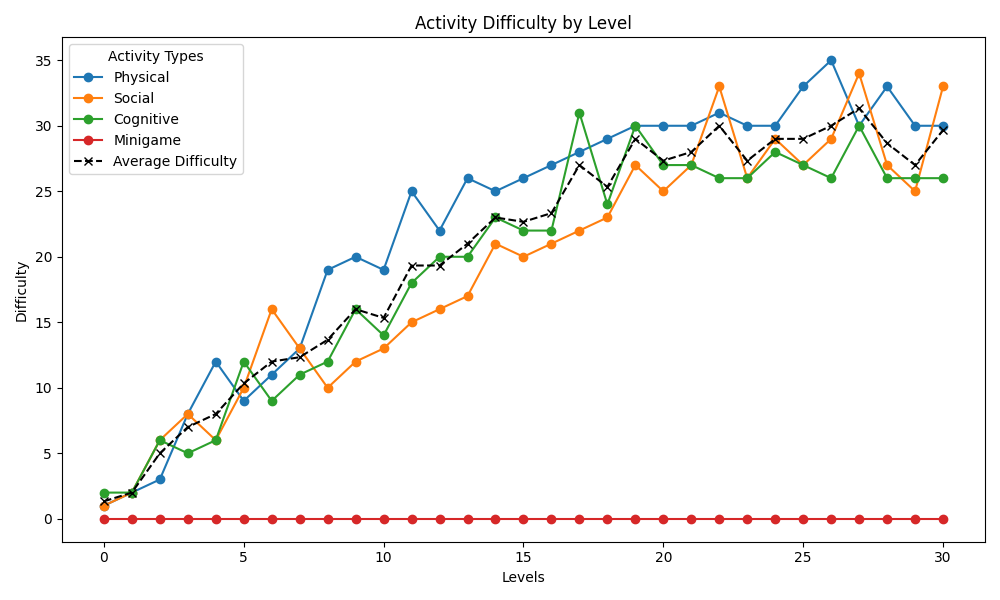 Activity Difficulty by Level
Activity Types
Physical
Social
Cognitive
Minigame
Average Difficulty
Difficulty
35
30
25
20
15
10
5
0
0 5 10 15 20 25 30
Levels